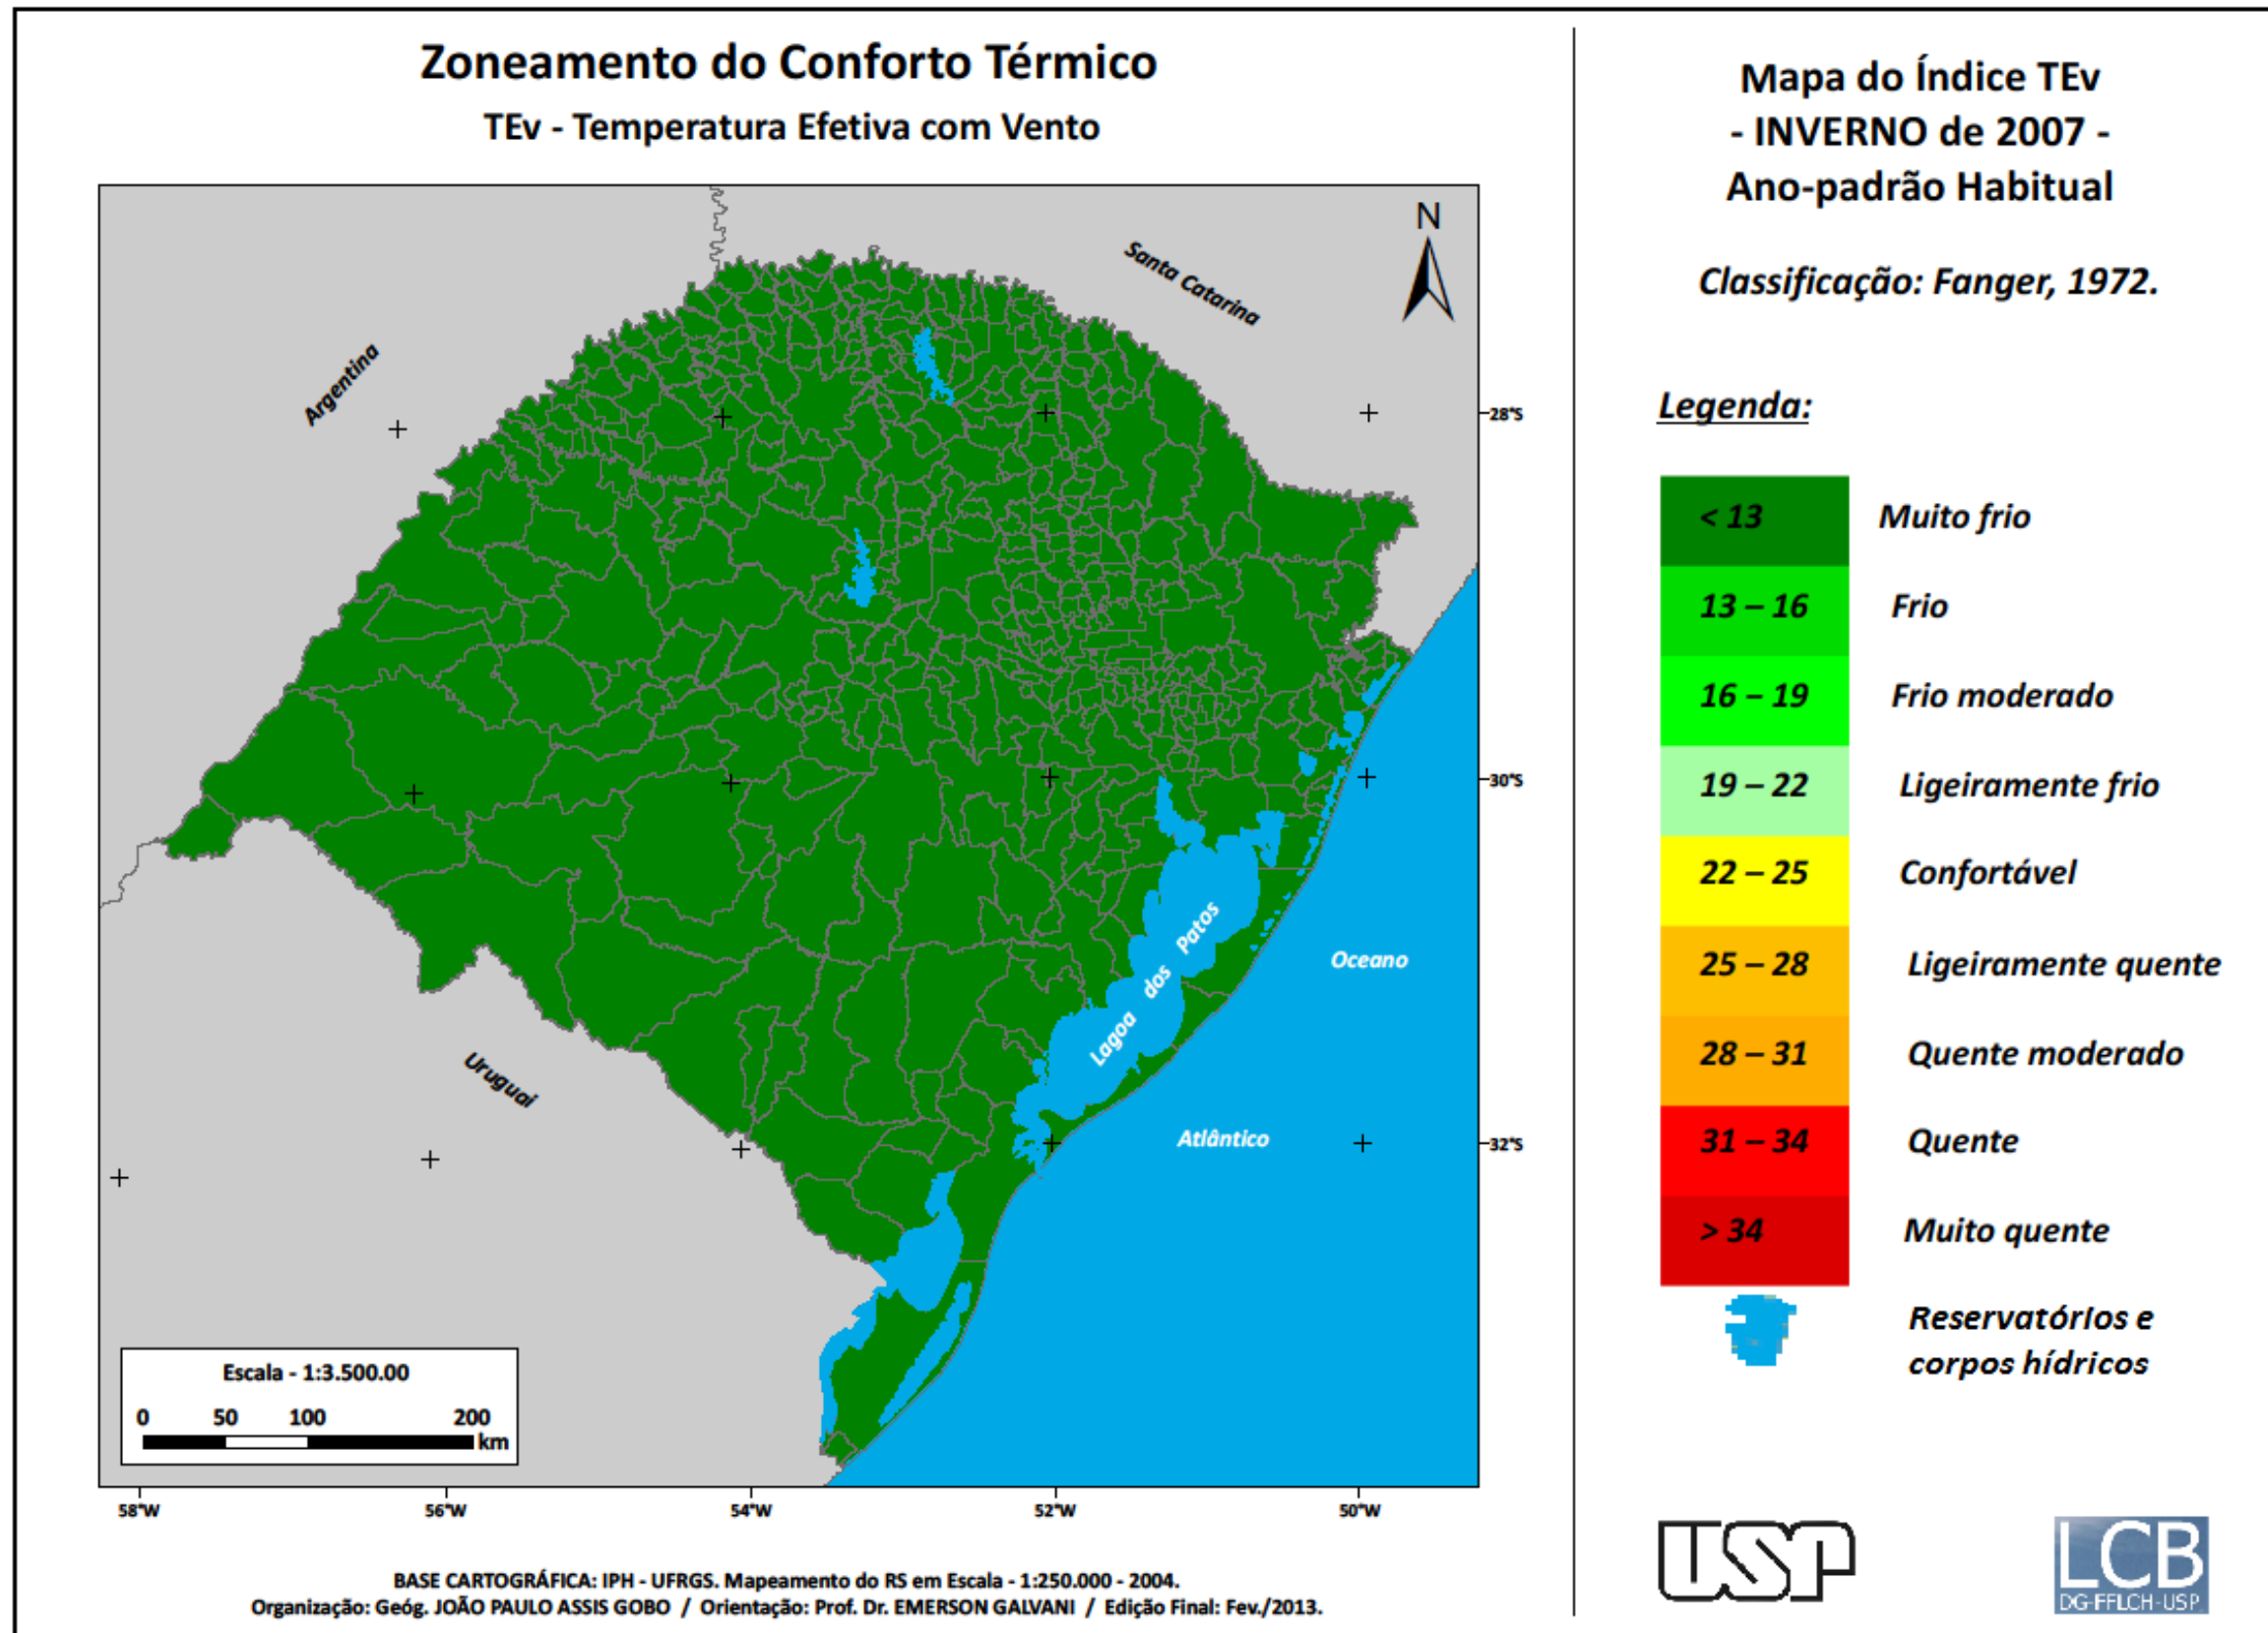 Zoneamento do Conforto Térmico
TEv - Temperatura Efetiva com Vento
N
Santa Catarina
Argentina
28°S
30°S
Lagoa dos Patos
Oceano
Uruguai
Atlântico
32°S
Escala - 1:3.500.00
0 50 100 200
km
58°W 56°W 54°W 52°W 50°W
BASE CARTOGRÁFICA: IPH - UFRGS. Mapeamento do RS em Escala - 1:250.000 - 2004.
Organização: Geóg. JOÃO PAULO ASSIS GOBO / Orientação: Prof. Dr. EMERSON GALVANI / Edição Final: Fev./2013.
Mapa do Índice TEv
- INVERNO de 2007 -
Ano-padrão Habitual
Classificação: Fanger, 1972.
Legenda:
< 13 Muito frio
13 – 16 Frio
16 – 19 Frio moderado
19 – 22 Ligeiramente frio
22 – 25 Confortável
25 – 28 Ligeiramente quente
28 – 31 Quente moderado
31 – 34 Quente
> 34 Muito quente
Reservatórios e
corpos hídricos
USP
LCB
DG-FFLCH-USP